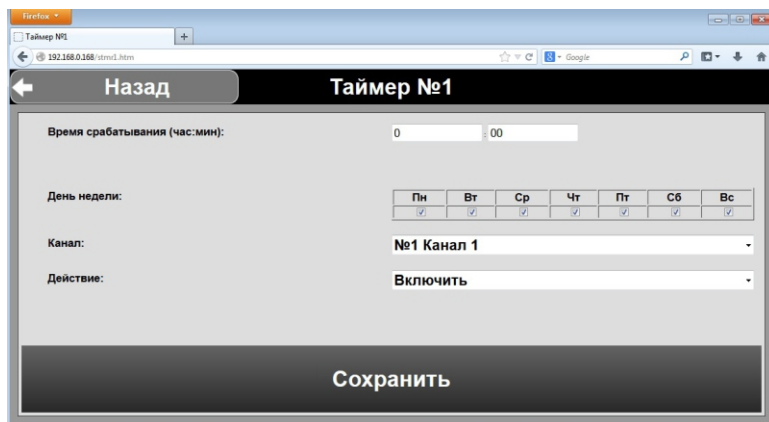 Firefox
Таймер №1
192.168.0.168/stmr1.htm
Google
Назад
Таймер №1
Время срабатывания (час:мин):
0 : 00
День недели:
Пн Вт Ср Чт Пт Сб Вс
Канал:
№1 Канал 1
Действие:
Включить
Сохранить